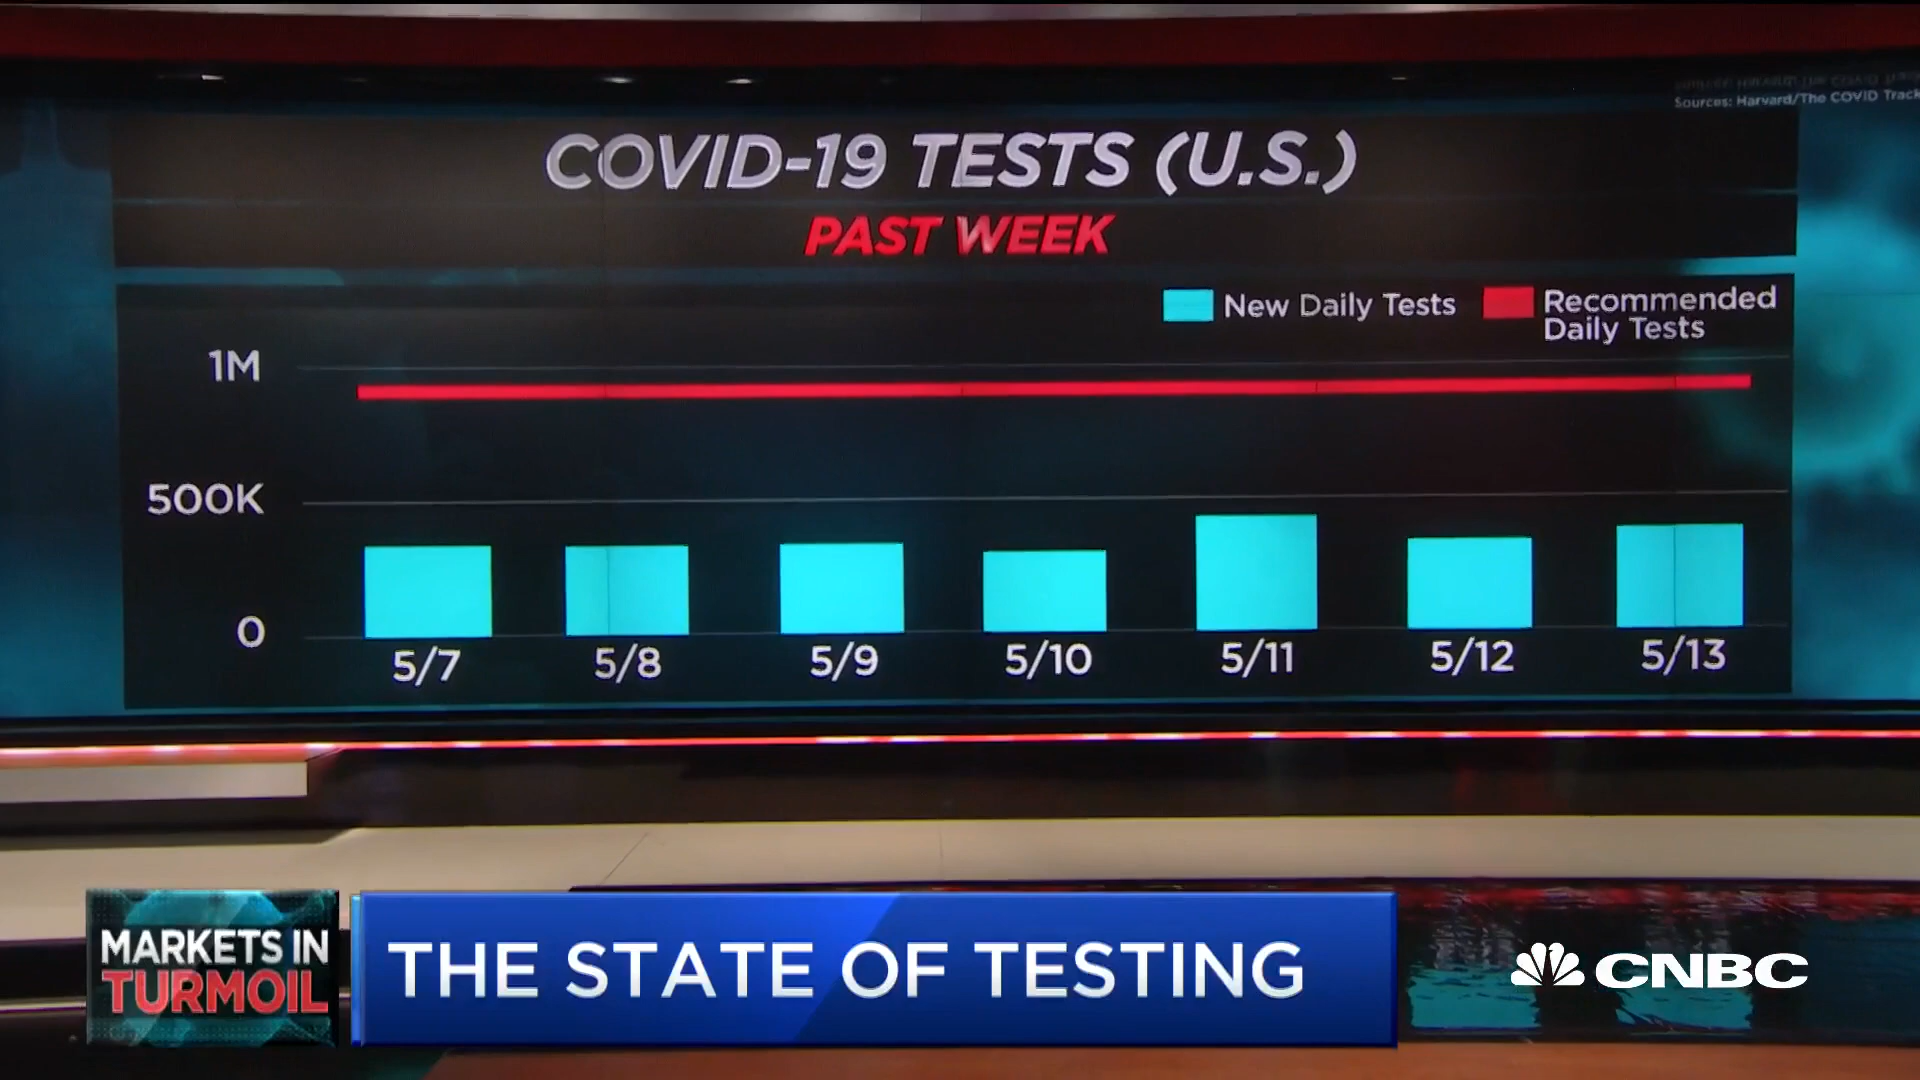 Sources: Harvard/The COVID Track
COVID-19 TESTS (U.S.)
PAST WEEK
New Daily Tests
Recommended
Daily Tests
1M
500K
0
5/7 5/8 5/9 5/10 5/11 5/12 5/13
MARKETS IN
TURMOIL
THE STATE OF TESTING
CNBC